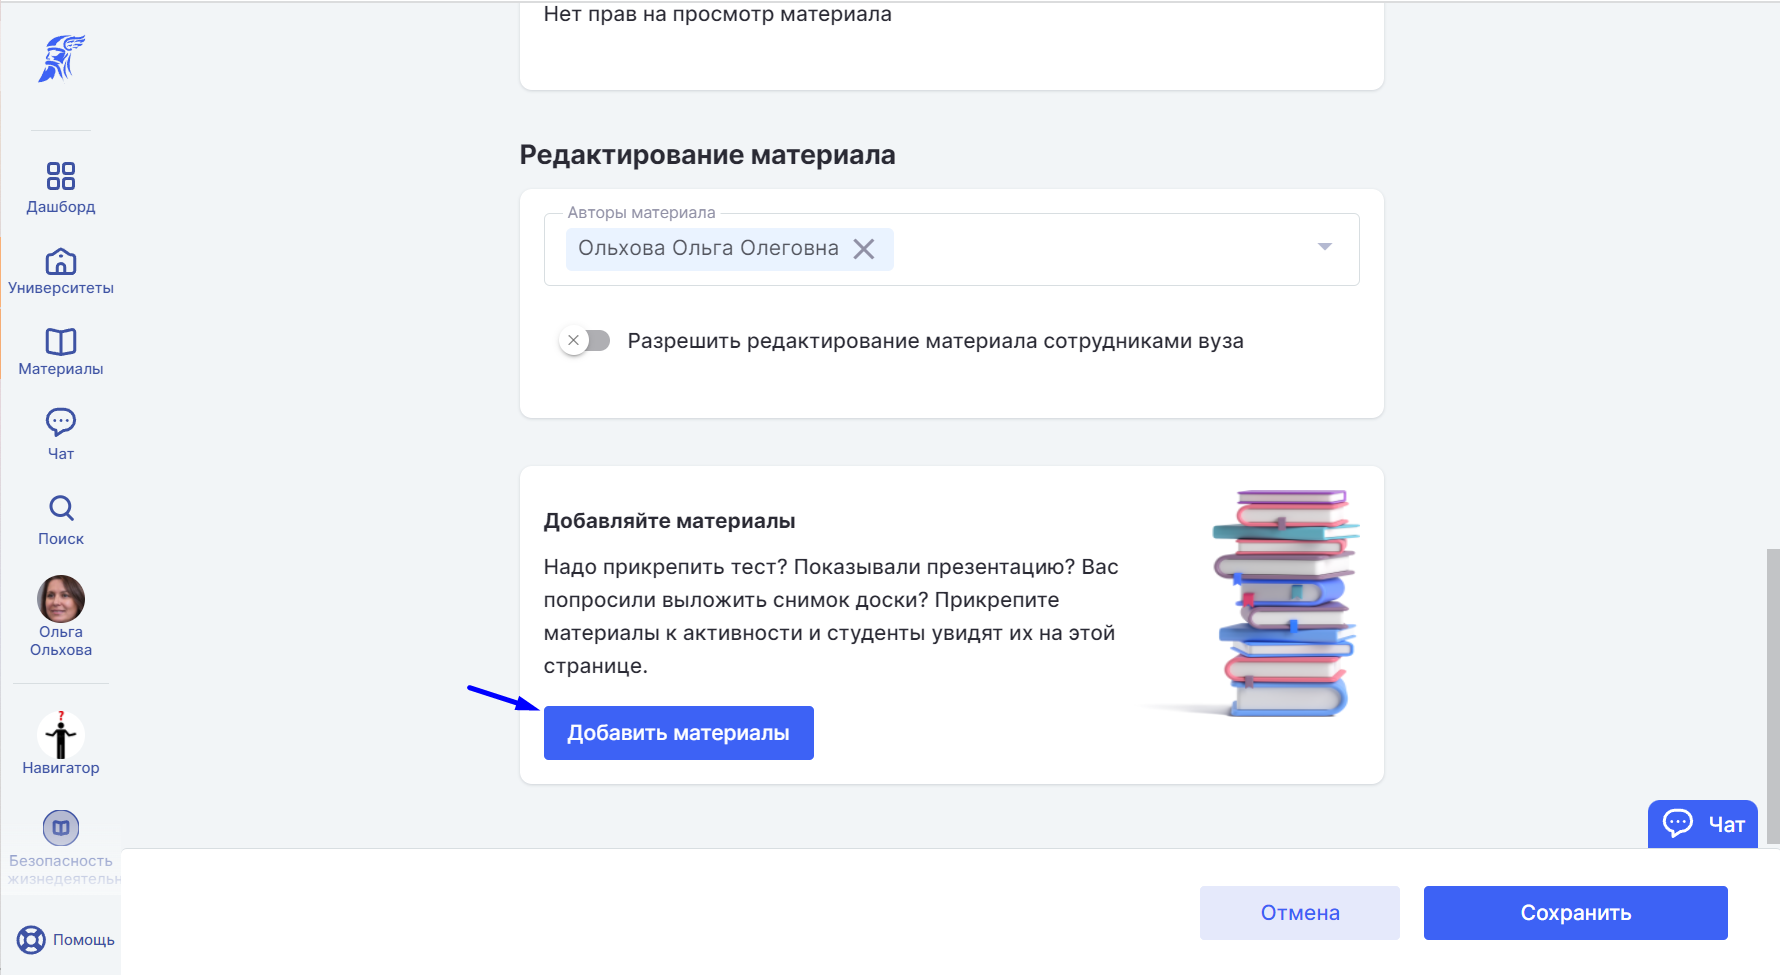 Нет прав на просмотр материала
Дашборд
Университеты
Материалы
Чат
Поиск
Ольга
Ольхова
?
Навигатор
Безопасность
жизнедеятельн
Помощь
Редактирование материала
Авторы материала
Ольхова Ольга Олеговна
Разрешить редактирование материала сотрудниками вуза
Добавляйте материалы
Надо прикрепить тест? Показывали презентацию? Вас
попросили выложить снимок доски? Прикрепите
материалы к активности и студенты увидят их на этой
странице.
Добавить материалы
Чат
Отмена
Сохранить